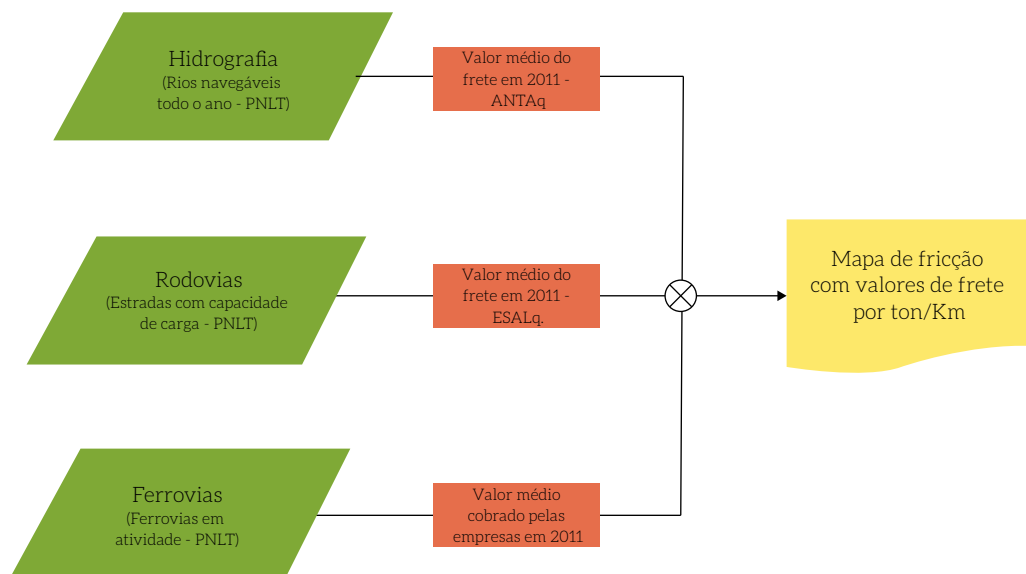 Hidrografia
(Rios navegáveis
todo o ano - PNLT)
Valor médio do
frete em 2011 -
ANTAq
Rodovias
(Estradas com capacidade
de carga - PNLT)
Valor médio do
frete em 2011 -
ESALq.
Mapa de fricção
com valores de frete
por ton/Km
Ferrovias
(Ferrovias em
atividade - PNLT)
Valor médio
cobrado pelas
empresas em 2011